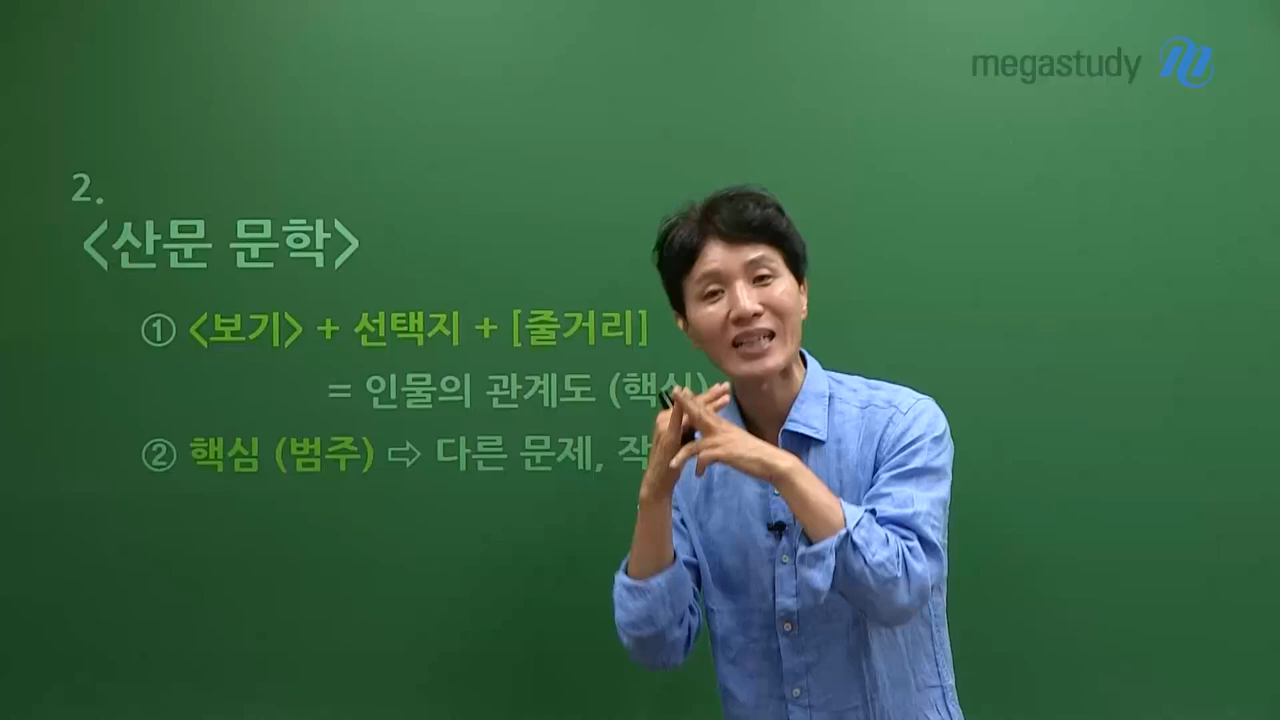 megastudy
2.
<산문 문학>
① <보기> + 선택지 + [줄거리]
= 인물의 관계도 (핵심)
② 핵심 (범주) ⇨ 다른 문제, 작